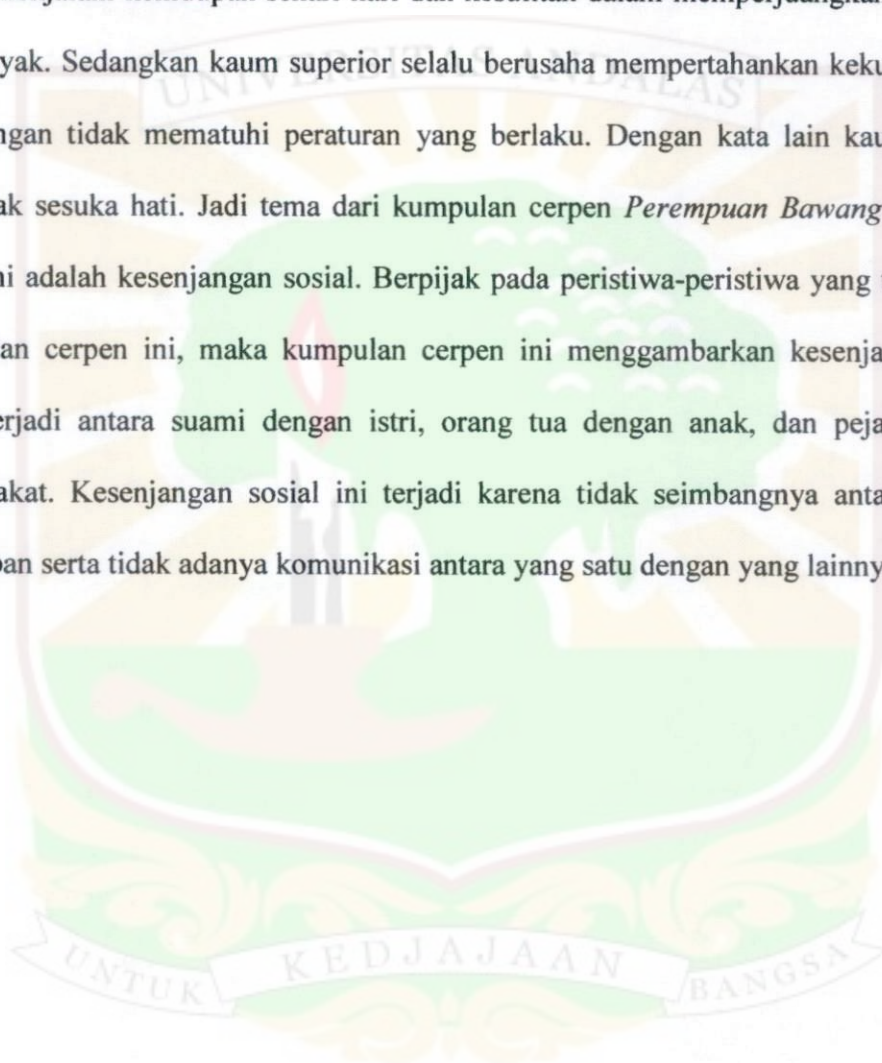 yak. Sedangkan kaum superior selalu berusaha mempertahankan keku
ngan tidak mematuhi peraturan yang berlaku. Dengan kata lain kau
ak sesuka hati. Jadi tema dari kumpulan cerpen Perempuan Bawang
ni adalah kesenjangan sosial. Berpijak pada peristiwa-peristiwa yang
an cerpen ini, maka kumpulan cerpen ini menggambarkan kesenja
erjadi antara suami dengan istri, orang tua dengan anak, dan peja
akat. Kesenjangan sosial ini terjadi karena tidak seimbangnya anta
an serta tidak adanya komunikasi antara yang satu dengan yang lainny
UNIVERSITAS ANDALAS
UNTUK KEDJAJAAN BANGSA